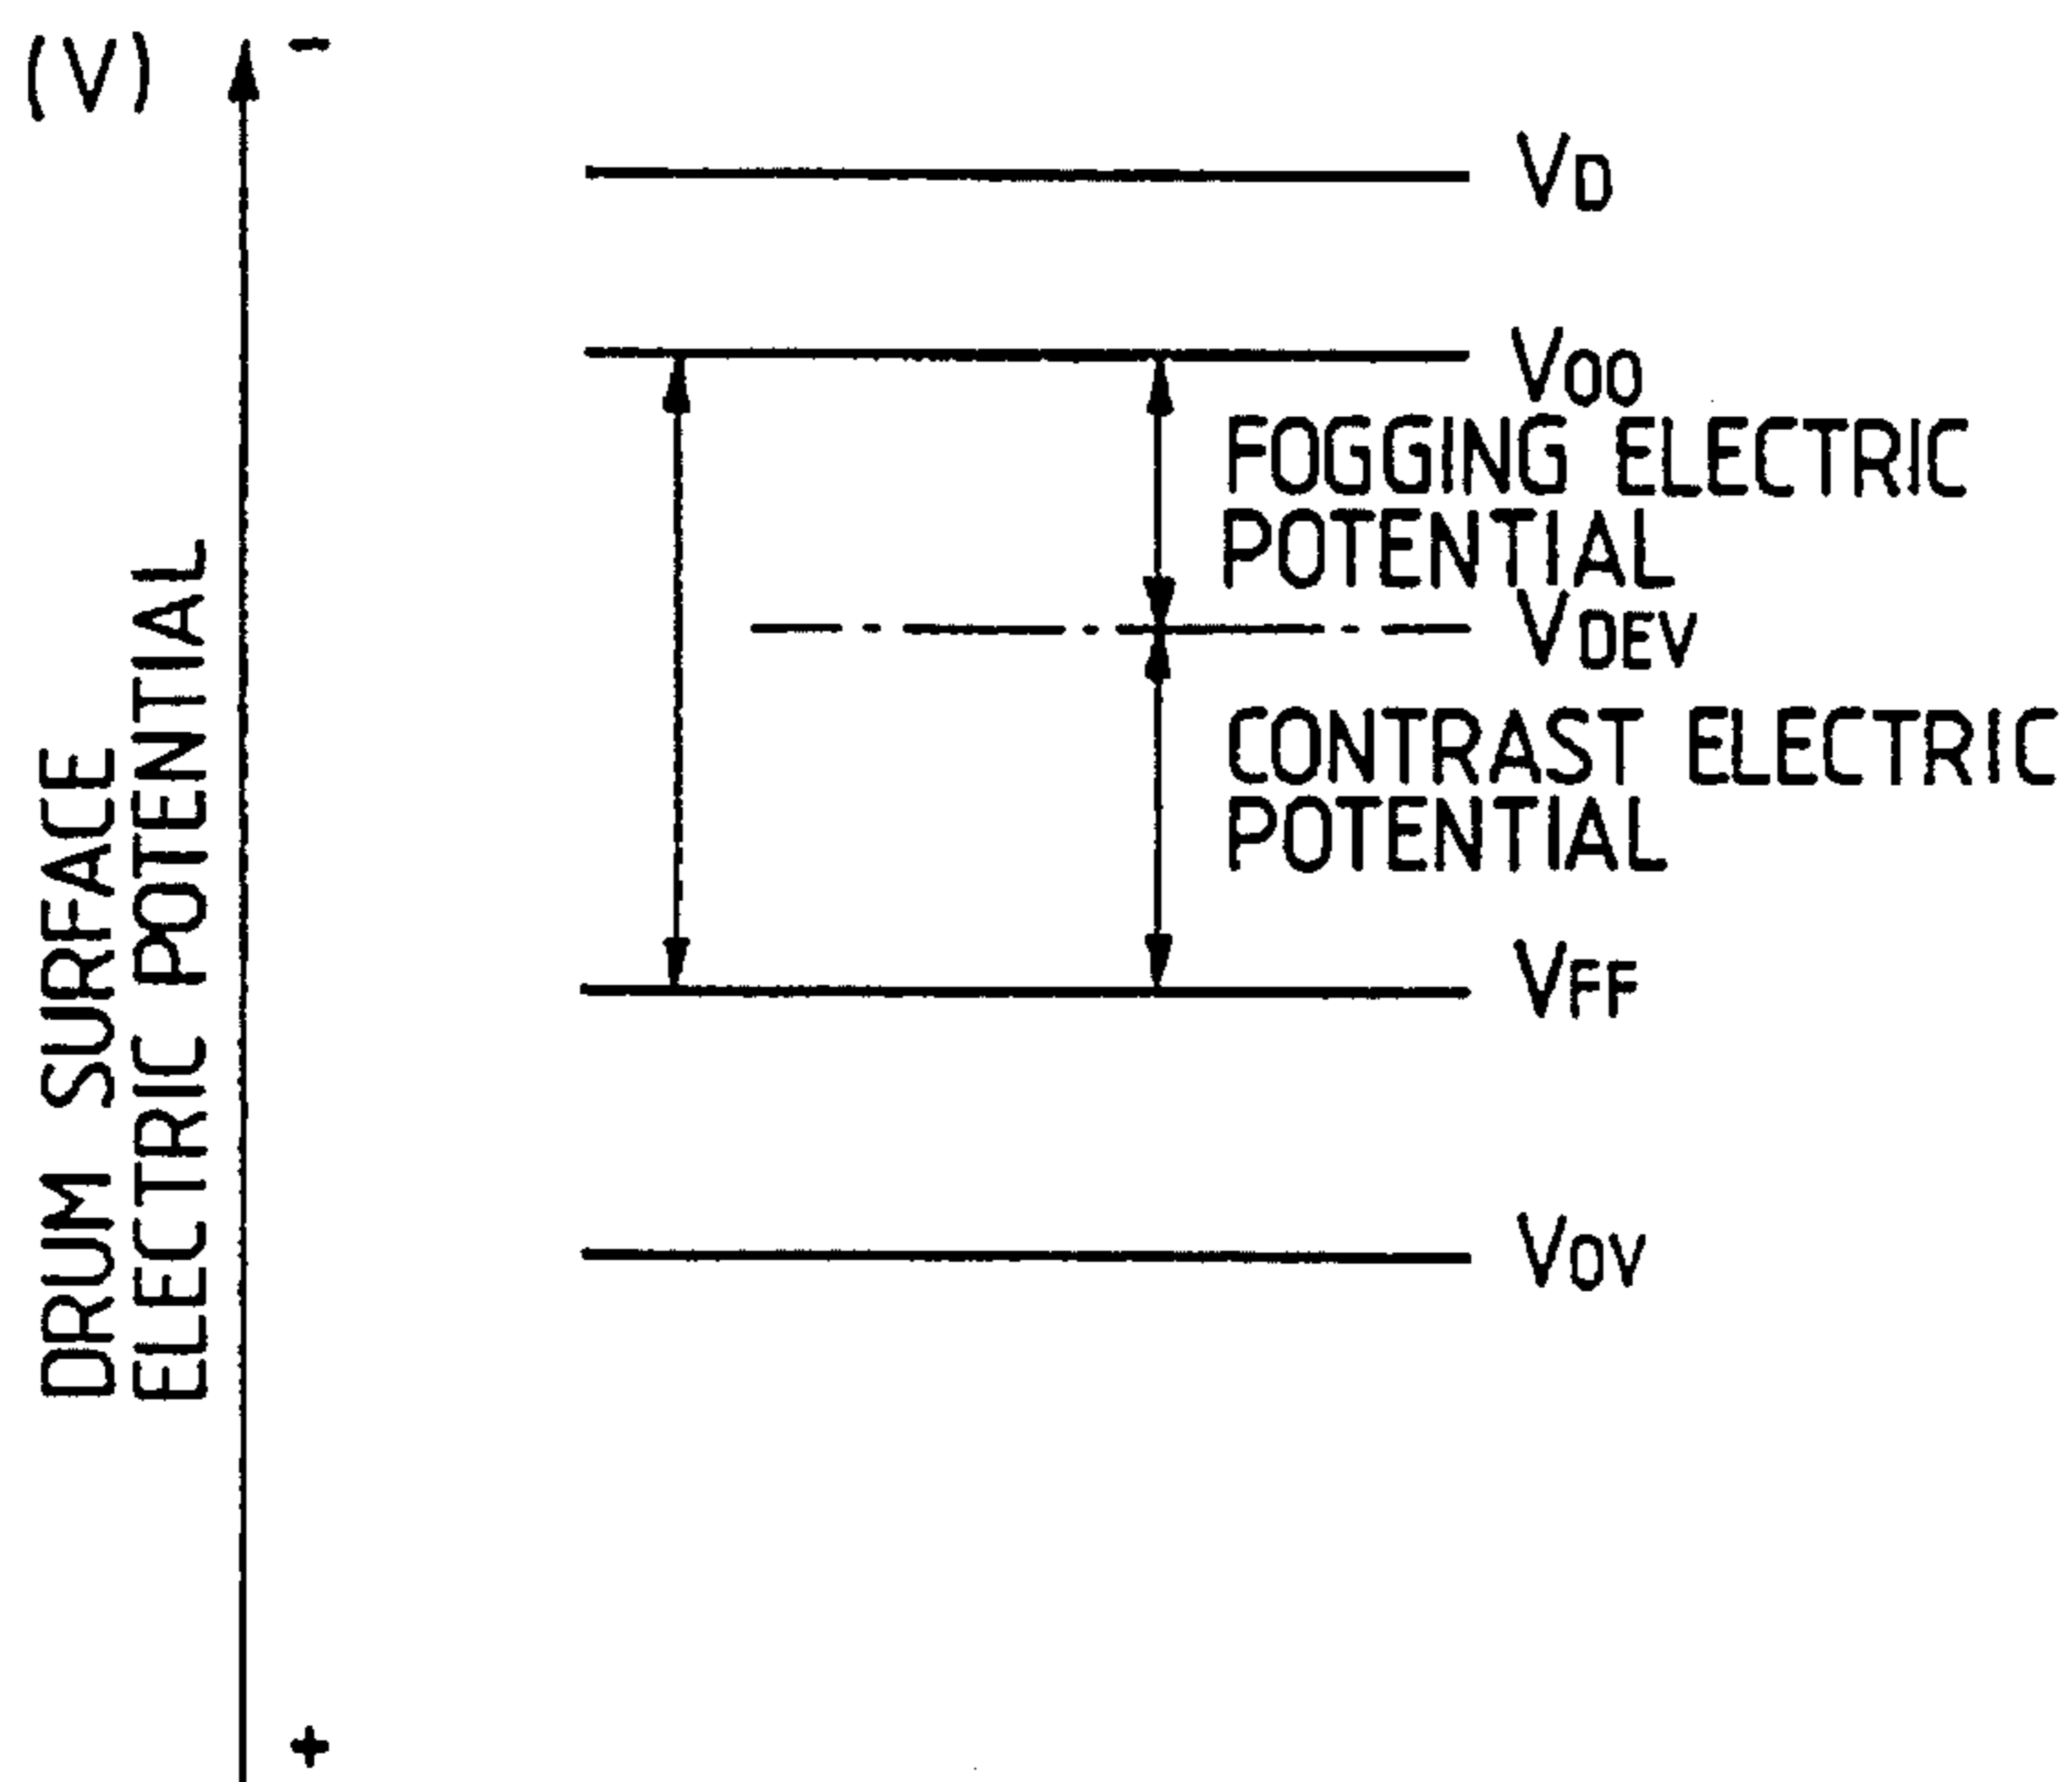 (V)
-
VD
VOO
FOGGING ELECTRIC
POTENTIAL
VDEV
CONTRAST ELECTRIC
POTENTIAL
VFF
VOV
DRUM SURFACE
ELECTRIC POTENTIAL
+